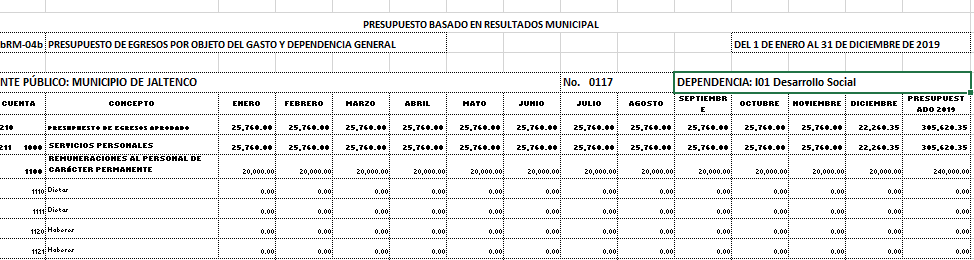 PRESUPUESTO BASADO EN RESULTADOS MUNICIPAL
bRM-04b PRESUPUESTO DE EGRESOS POR OBJETO DEL GASTO Y DEPENDENCIA GENERAL DEL 1 DE ENERO AL 31 DE DICIEMBRE DE 2019
NTE PÚBLICO: MUNICIPIO DE JALTENCO No. 0117 DEPENDENCIA: I01 Desarrollo Social
CUENTA CONCEPTO ENERO FEBRERO MARZO ABRIL MAYO JUNIO JULIO AGOSTO SEPTIEMBR E OCTUBRE NOVIEMBRE DICIEMBRE PRESUPUEST ADO 2019
210 PRESUPUESTO DE EGRESOS APROBADO 25,760.00 25,760.00 25,760.00 25,760.00 25,760.00 25,760.00 25,760.00 25,760.00 25,760.00 25,760.00 25,760.00 22,260.35 305,620.35
211 1000 SERVICIOS PERSONALES 25,760.00 25,760.00 25,760.00 25,760.00 25,760.00 25,760.00 25,760.00 25,760.00 25,760.00 25,760.00 25,760.00 22,260.35 305,620.35
1100 REMUNERACIONES AL PERSONAL DE CARÁCTER PERMANENTE 20,000.00 20,000.00 20,000.00 20,000.00 20,000.00 20,000.00 20,000.00 20,000.00 20,000.00 20,000.00 20,000.00 20,000.00 240,000.00
1110 Dietas 0.00 0.00 0.00 0.00 0.00 0.00 0.00 0.00 0.00 0.00 0.00 0.00 0.00
1111 Dietas 0.00 0.00 0.00 0.00 0.00 0.00 0.00 0.00 0.00 0.00 0.00 0.00 0.00
1120 Haberes 0.00 0.00 0.00 0.00 0.00 0.00 0.00 0.00 0.00 0.00 0.00 0.00 0.00
1121 Haberes 0.00 0.00 0.00 0.00 0.00 0.00 0.00 0.00 0.00 0.00 0.00 0.00 0.00